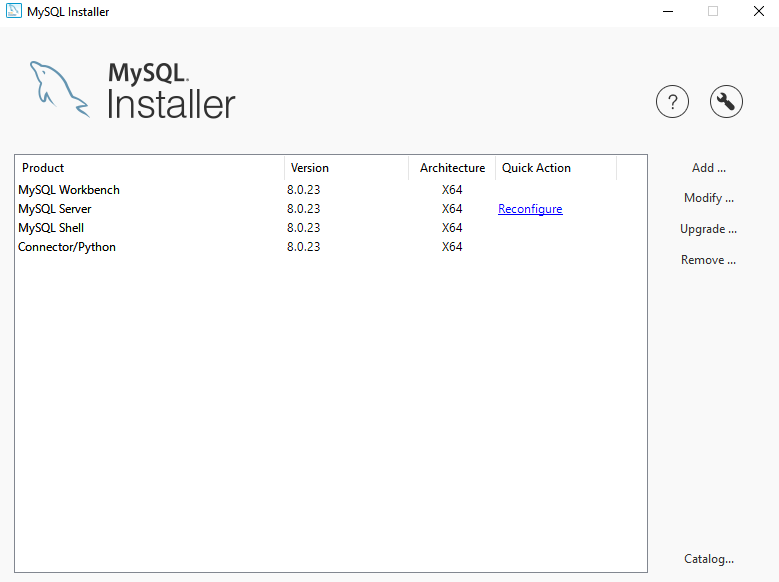 MySQL Installer
MySQL.
Installer
?
Product Version Architecture Quick Action
MySQL Workbench 8.0.23 X64
MySQL Server 8.0.23 X64 Reconfigure
MySQL Shell 8.0.23 X64
Connector/Python 8.0.23 X64
Add ...
Modify ...
Upgrade ...
Remove ...
Catalog...